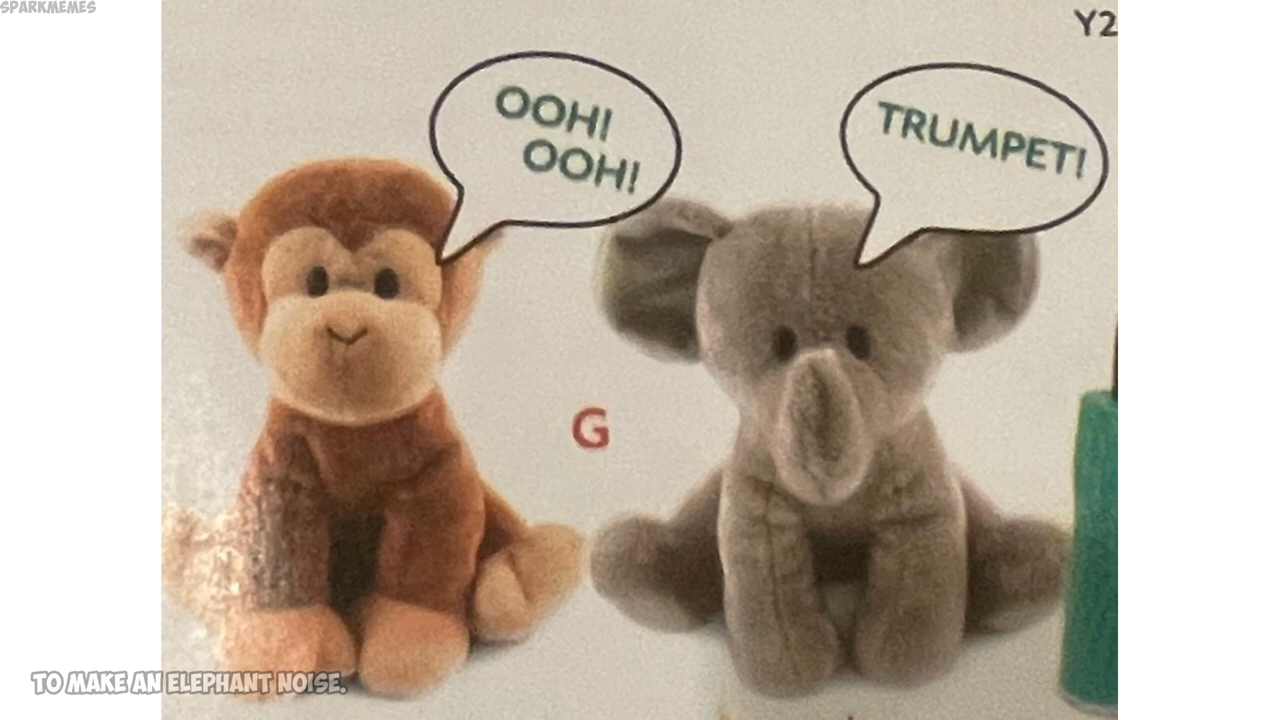 SPARKMEMES
Y2
OOH!
OOH!
TRUMPET!
G
TO MAKE AN ELEPHANT NOISE.